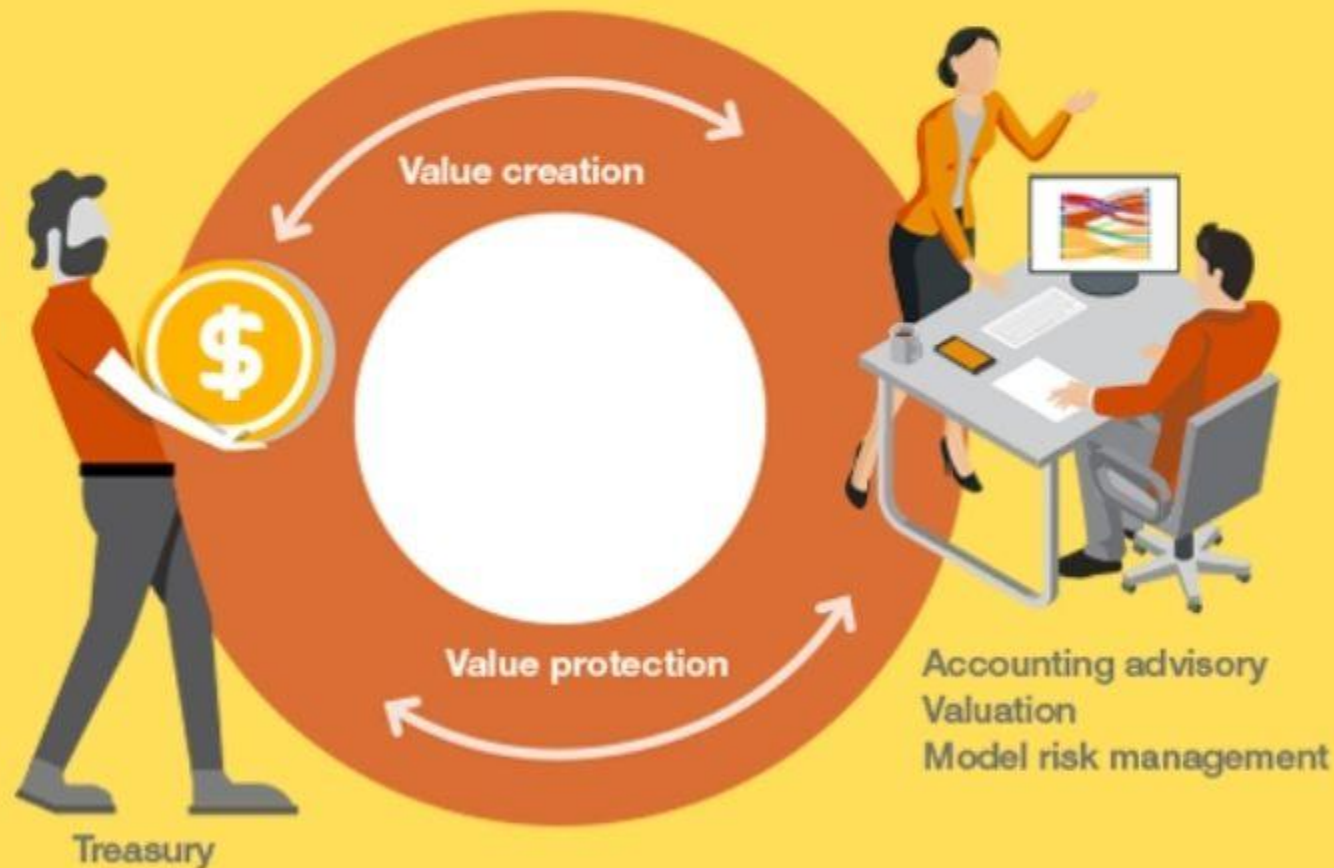 Value creation
$
Value protection
Accounting advisory
Valuation
Model risk management
Treasury